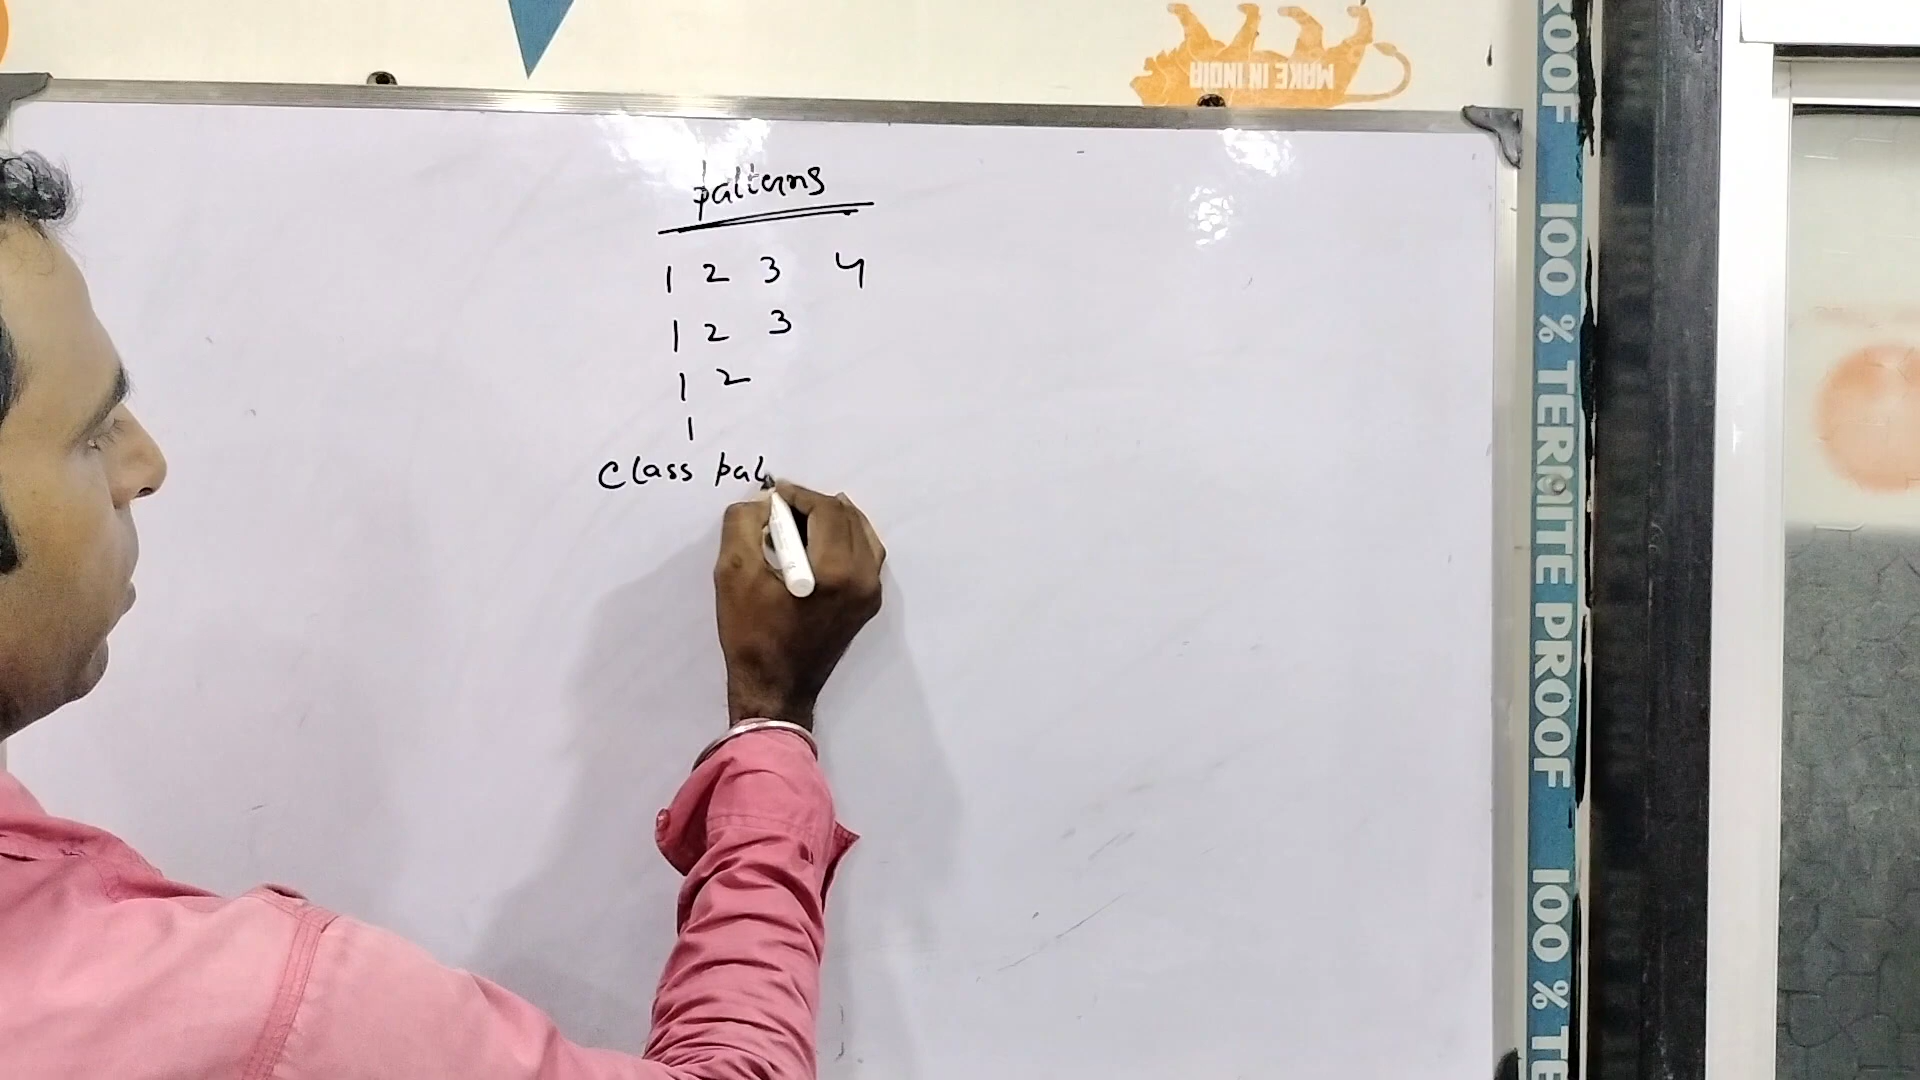 MAKE IN INDIA
patterns
1 2 3 4
1 2 3
1 2
1
class pat
ROOF 100 % TERMITE PROOF 100 % TE